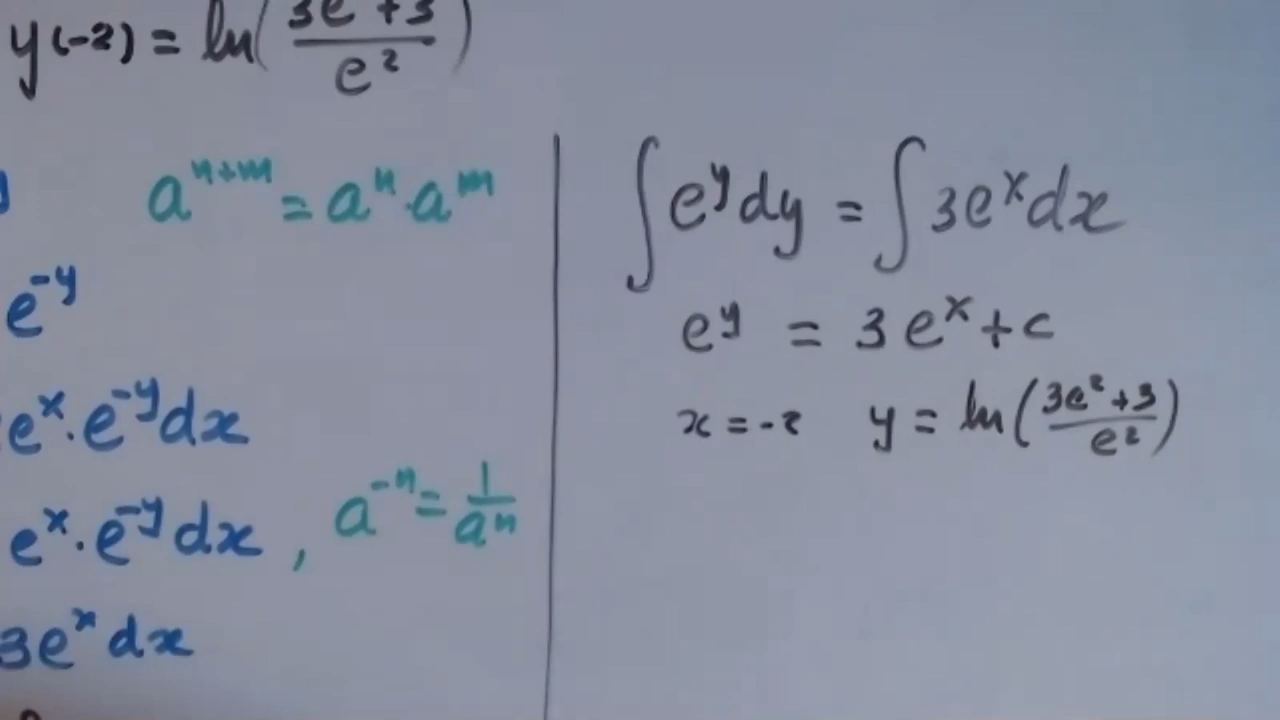 y(-2) = ln( 3e +3 / e² )
a^{n+m} = a^n · a^m
e^{-y}
e^x · e^{-y} dx
e^x · e^{-y} dx , a^{-n} = 1 / a^n
3e^x dx
∫ e^y dy = ∫ 3e^x dx
e^y = 3e^x + c
x = -2 y = ln( 3e² +3 / e² )